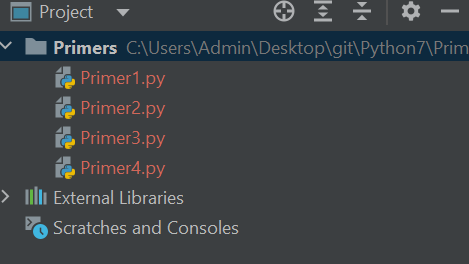 Project
Primers C:\Users\Admin\Desktop\git\Python7\Prim
Primer1.py
Primer2.py
Primer3.py
Primer4.py
External Libraries
Scratches and Consoles